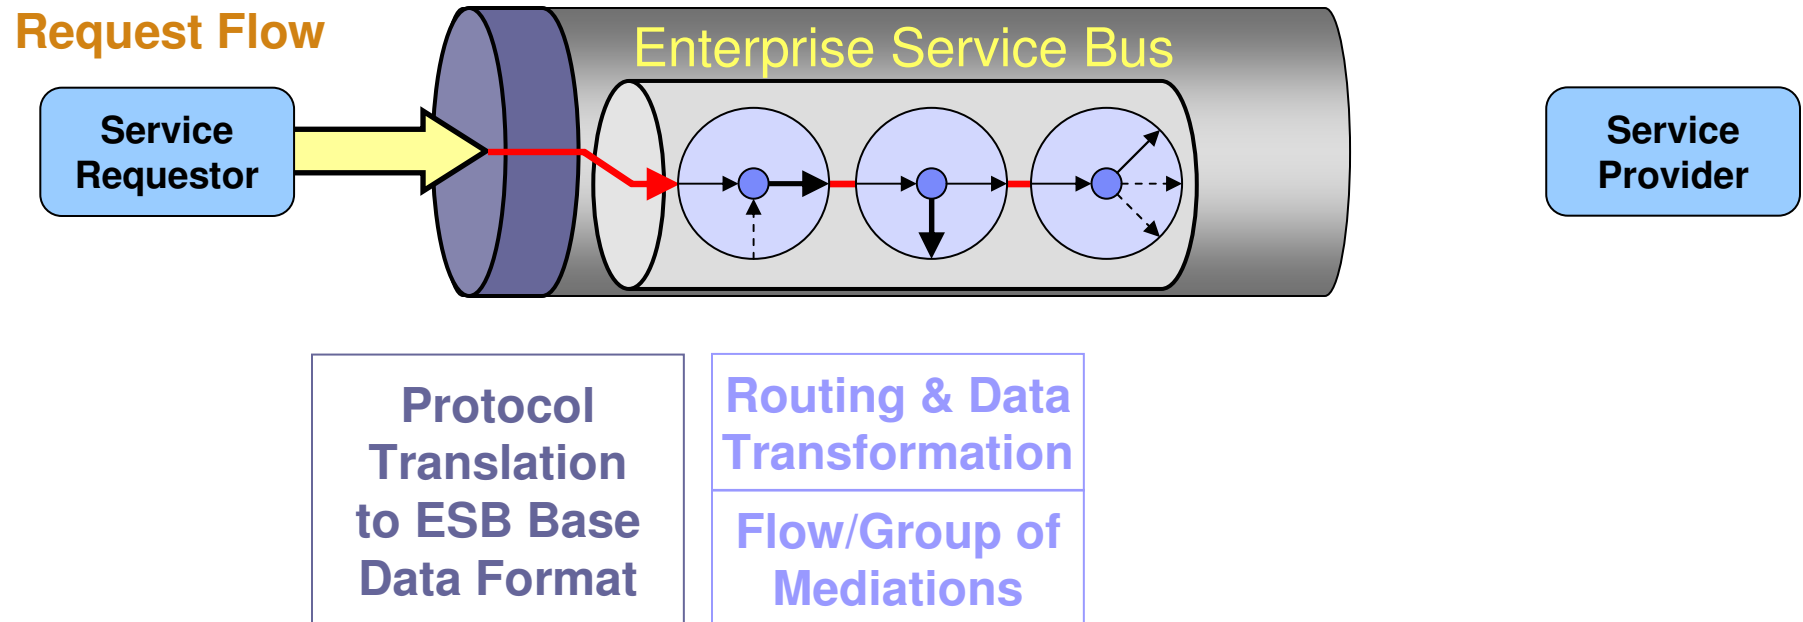 Request Flow
Enterprise Service Bus
Service
Requestor
Service
Provider
Protocol
Translation
to ESB Base
Data Format
Routing & Data
Transformation
Flow/Group of
Mediations